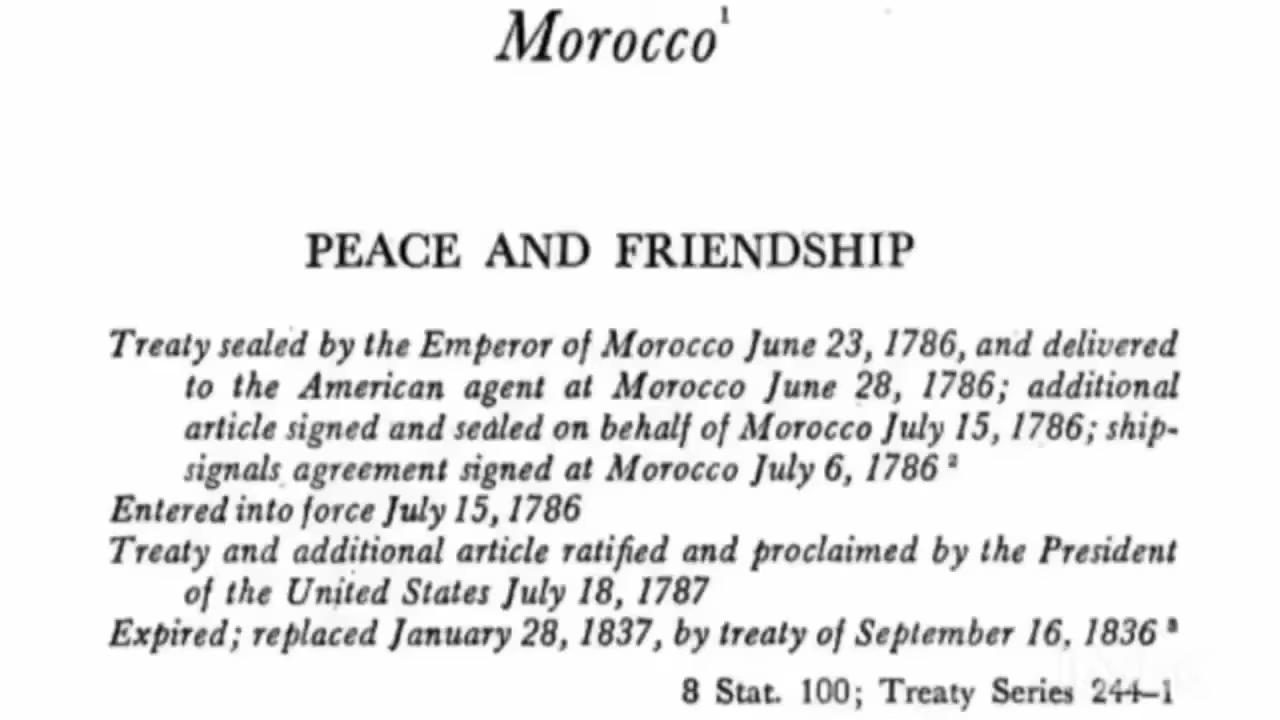 Morocco¹
PEACE AND FRIENDSHIP
Treaty sealed by the Emperor of Morocco June 23, 1786, and delivered
to the American agent at Morocco June 28, 1786; additional
article signed and sealed on behalf of Morocco July 15, 1786; ship-
signals agreement signed at Morocco July 6, 1786 ²
Entered into force July 15, 1786
Treaty and additional article ratified and proclaimed by the President
of the United States July 18, 1787
Expired; replaced January 28, 1837, by treaty of September 16, 1836 ³
8 Stat. 100; Treaty Series 244–1